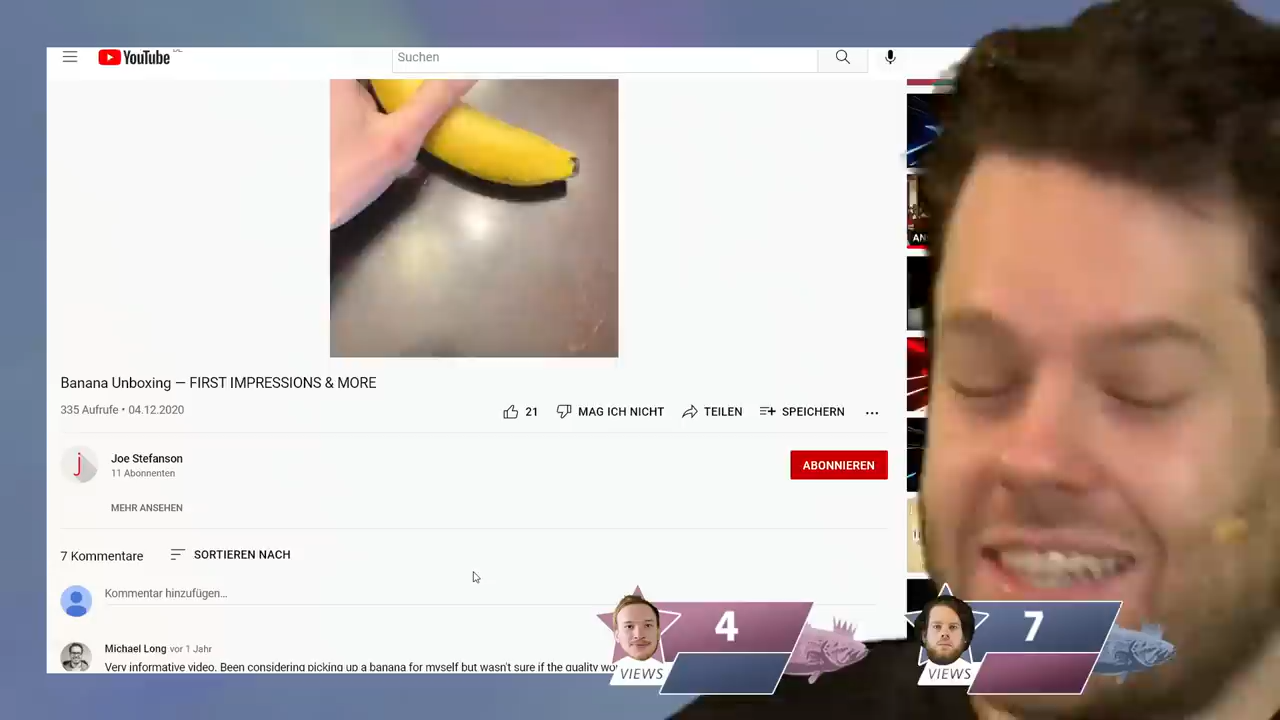 YouTube
Suchen
AN
Banana Unboxing — FIRST IMPRESSIONS & MORE
335 Aufrufe • 04.12.2020
21
MAG ICH NICHT
TEILEN
SPEICHERN
Joe Stefanson
11 Abonnenten
ABONNIEREN
MEHR ANSEHEN
7 Kommentare
SORTIEREN NACH
Kommentar hinzufügen...
Michael Long vor 1 Jahr
Very informative video. Been considering picking up a banana for myself but wasn't sure if the quality
4
VIEWS
7
VIEWS